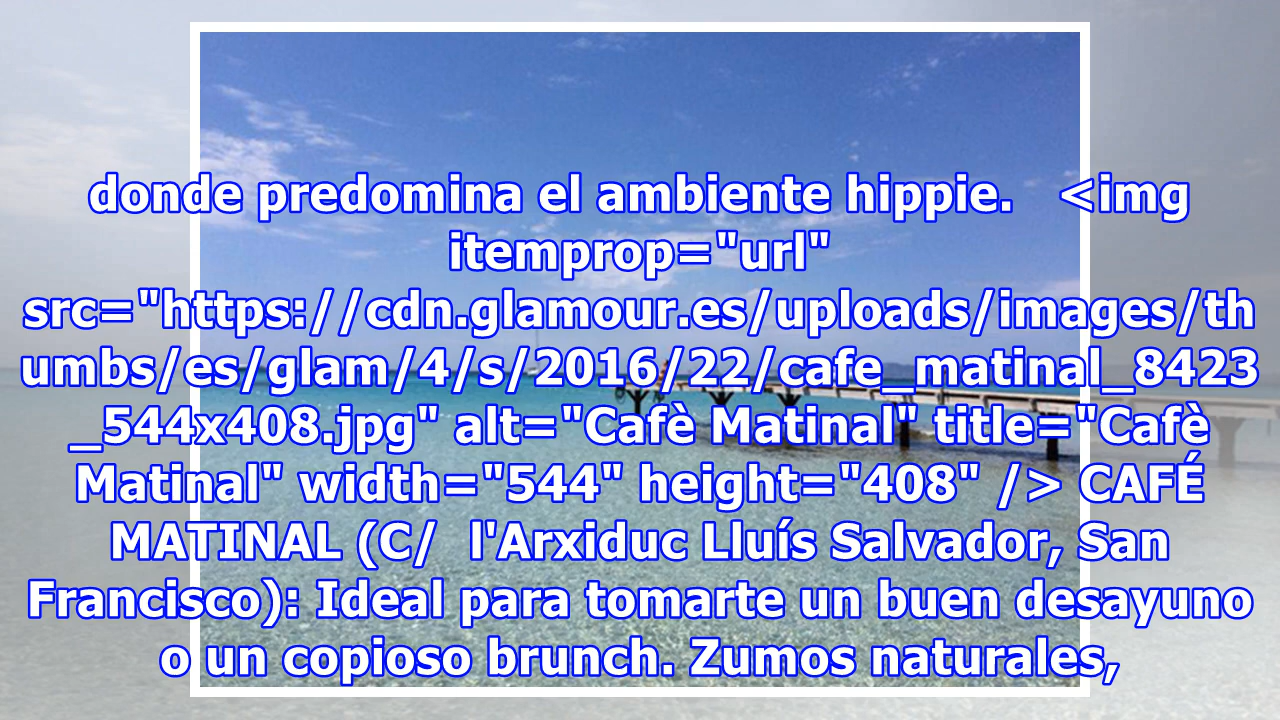 donde predomina el ambiente hippie.   <img
itemprop="url"
src="https://cdn.glamour.es/uploads/images/th
umbs/es/glam/4/s/2016/22/cafe_matinal_8423
_544x408.jpg" alt="Cafè Matinal" title="Cafè
Matinal" width="544" height="408" /> CAFÉ
MATINAL (C/  l'Arxiduc Lluís Salvador, San
Francisco): Ideal para tomarte un buen desayuno
o un copioso brunch. Zumos naturales,